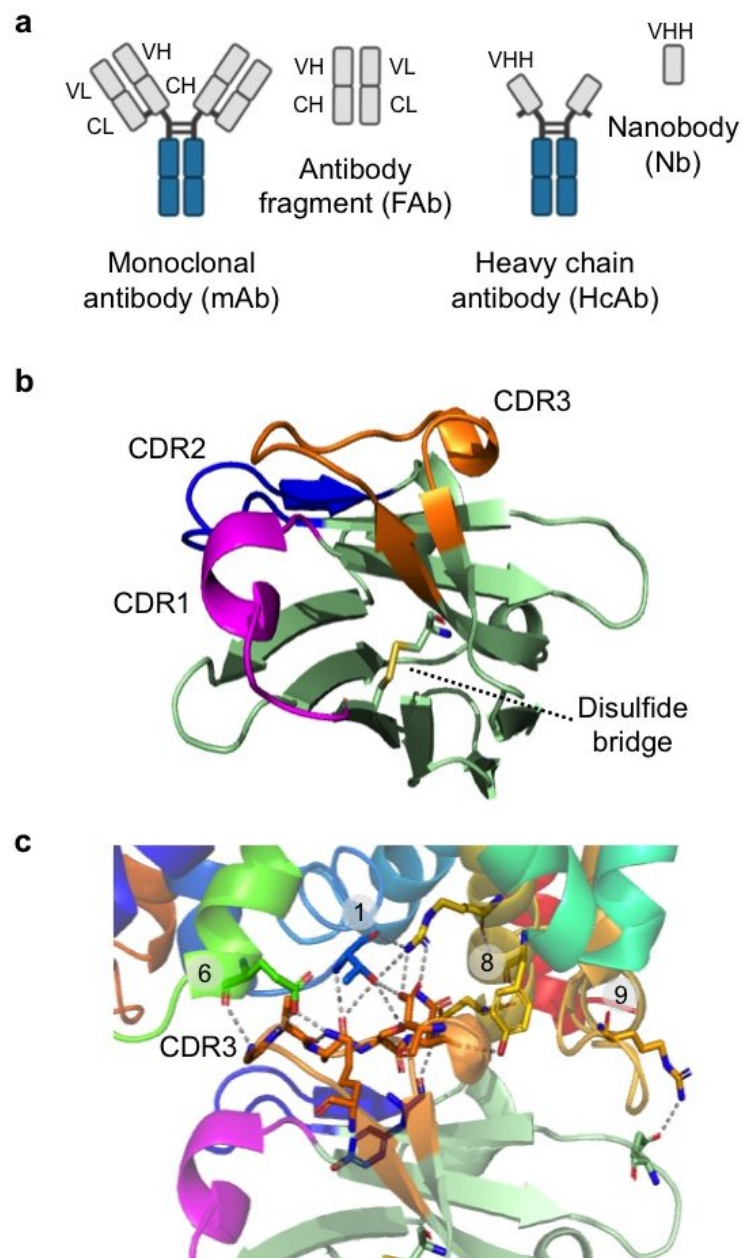 a
VH
VL
CH
CL
VH
VL
CH
CL
Antibody
fragment (FAb)
Monoclonal
antibody (mAb)
VHH
VHH
Nanobody
(Nb)
Heavy chain
antibody (HcAb)
b
CDR3
CDR2
CDR1
Disulfide
bridge
c
1
8
6
9
CDR3